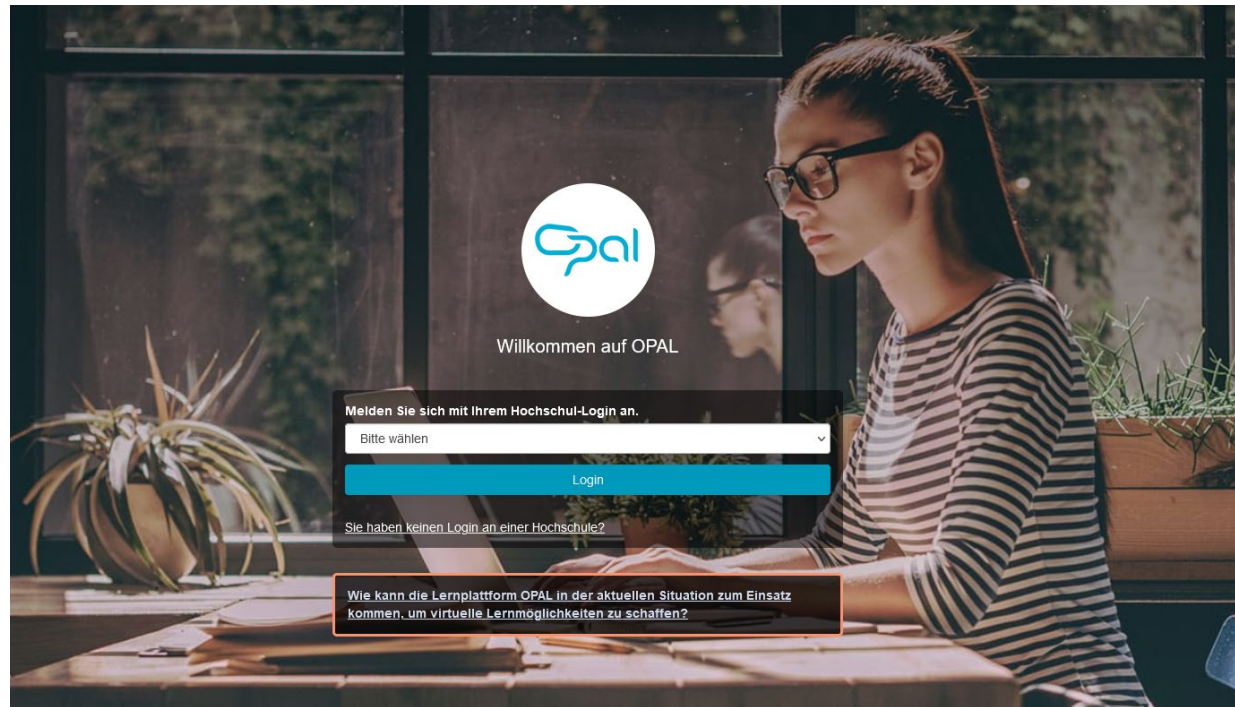 Opal
Willkommen auf OPAL
Melden Sie sich mit Ihrem Hochschul-Login an.
Bitte wählen
Login
Sie haben keinen Login an einer Hochschule?
Wie kann die Lernplattform OPAL in der aktuellen Situation zum Einsatz
kommen, um virtuelle Lernmöglichkeiten zu schaffen?